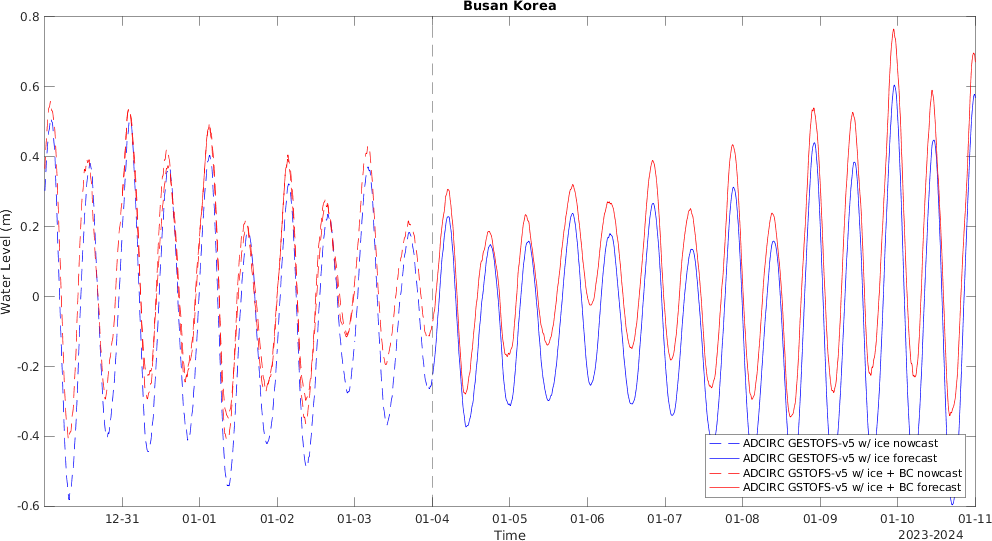 Busan Korea
0.8
0.6
0.4
0.2
0
-0.2
-0.4
-0.6
Water Level (m)
12-31 01-01 01-02 01-03 01-04 01-05 01-06 01-07 01-08 01-09 01-10 01-11
Time
2023-2024
ADCIRC GESTOFS-v5 w/ ice nowcast
ADCIRC GESTOFS-v5 w/ ice forecast
ADCIRC GSTOFS-v5 w/ ice + BC nowcast
ADCIRC GSTOFS-v5 w/ ice + BC forecast